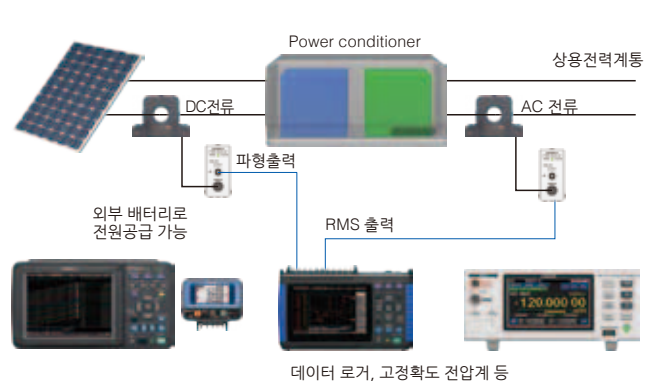 Power conditioner
상용전력계통
DC전류
AC 전류
파형출력
외부 배터리로
전원공급 가능
RMS 출력
120.000 00
데이터 로거, 고정확도 전압계 등